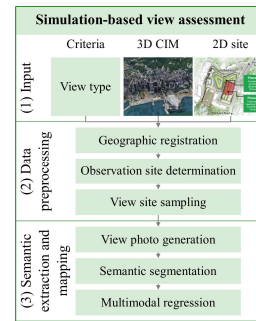 Simulation-based view assessment
Criteria 3D CIM 2D site
(1) Input
View type
(2) Data
preprocessing
Geographic registration
Observation site determination
View site sampling
(3) Semantic
extraction and
mapping
View photo generation
Semantic segmentation
Multimodal regression